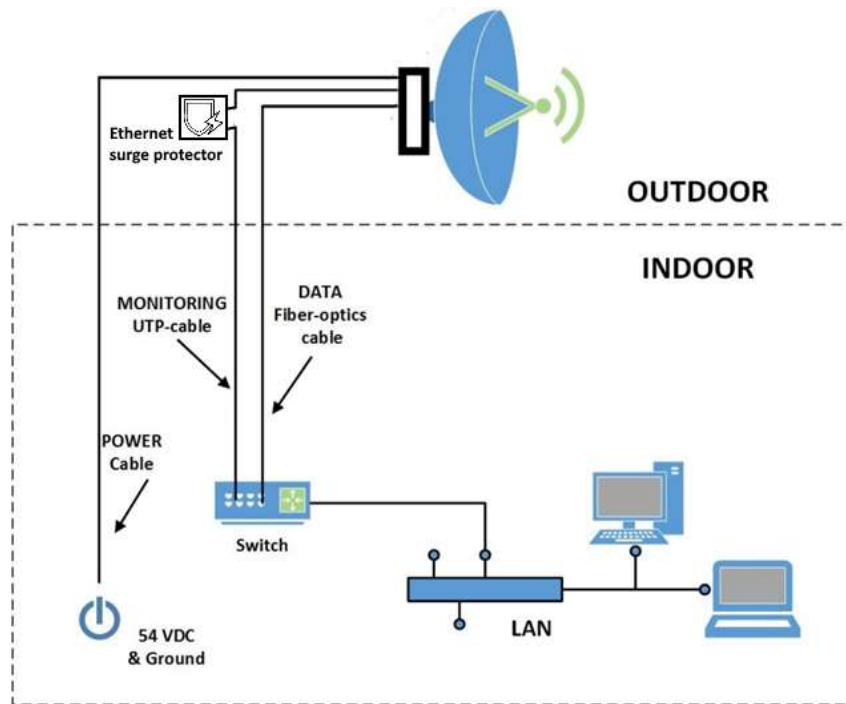 Ethernet
surge protector
OUTDOOR
INDOOR
MONITORING
UTP-cable
DATA
Fiber-optics
cable
POWER
Cable
Switch
54 VDC
& Ground
LAN